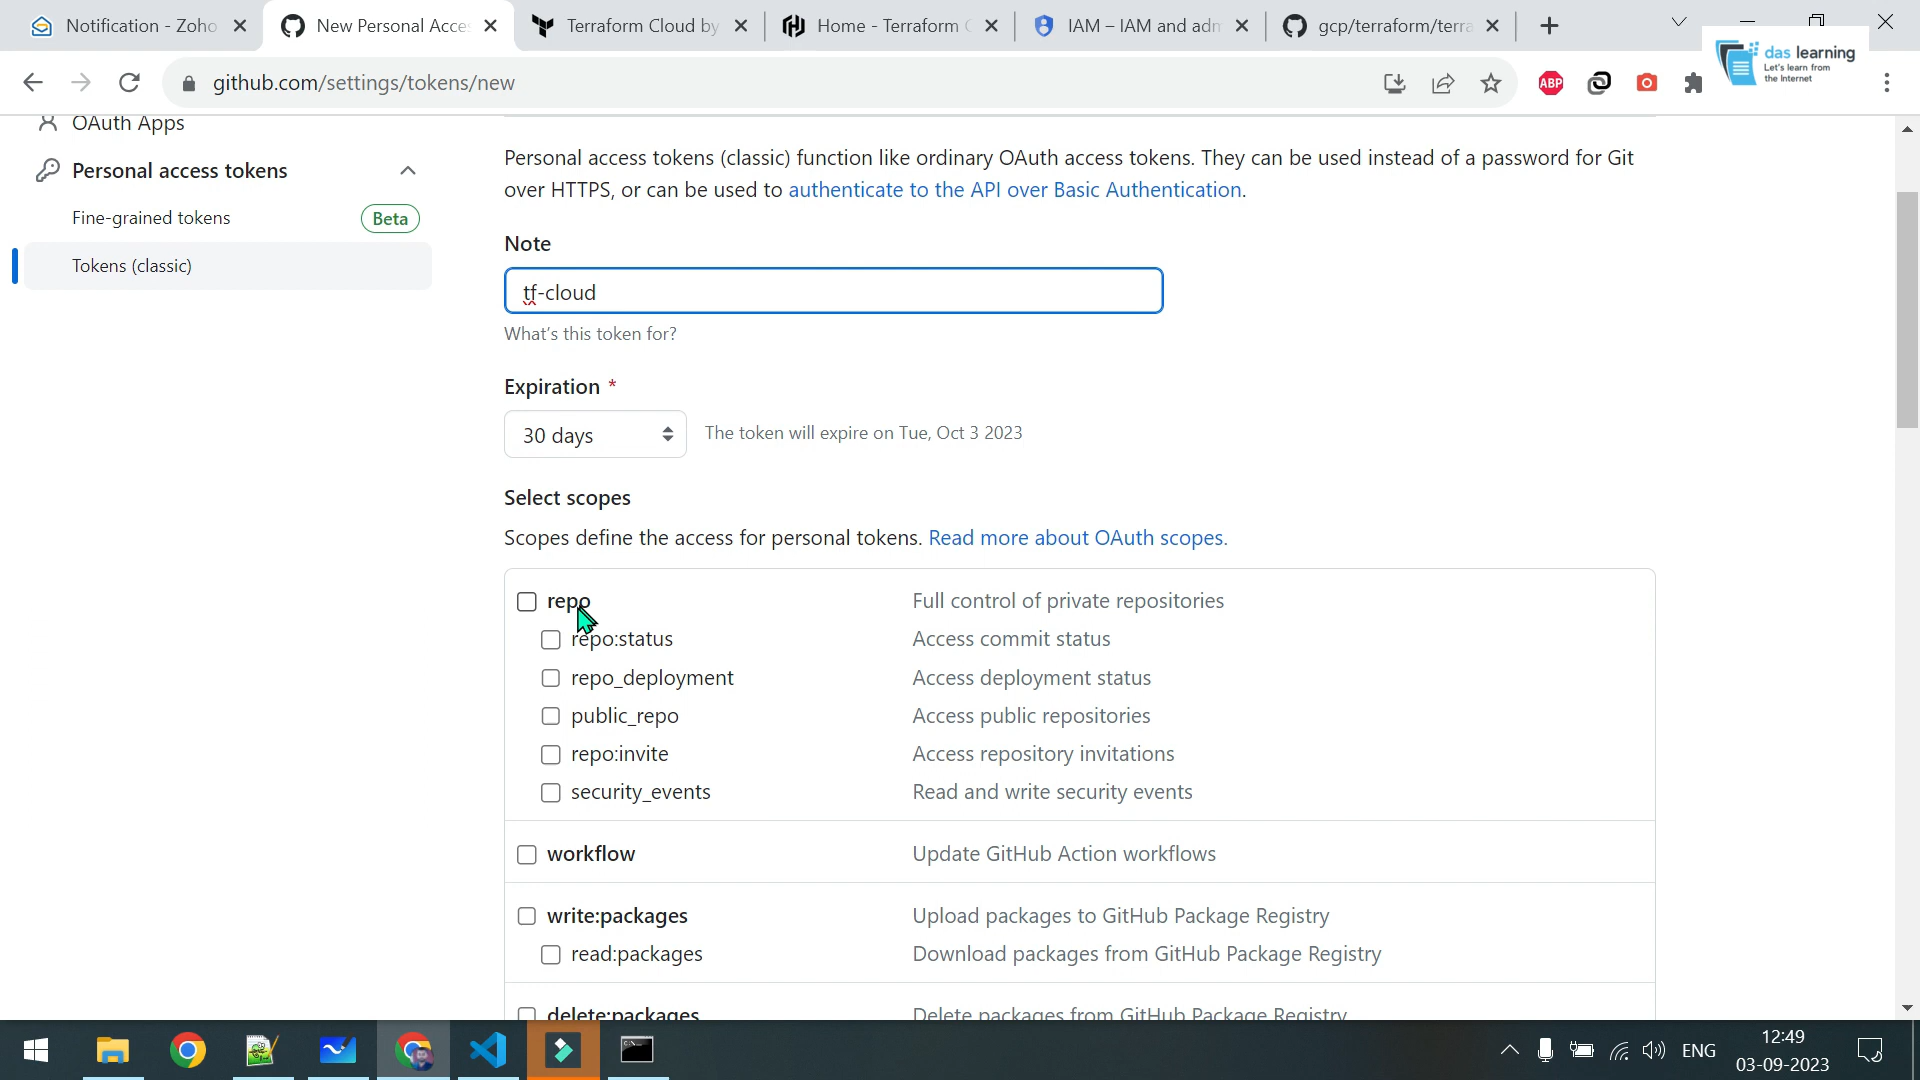 Notification - Zoho
New Personal Acce
Terraform Cloud by
Home - Terraform C
IAM – IAM and adm
gcp/terraform/terra
das learning
Let's learn from
the Internet
github.com/settings/tokens/new
ABP
OAuth Apps
Personal access tokens
Fine-grained tokens
Beta
Tokens (classic)
Personal access tokens (classic) function like ordinary OAuth access tokens. They can be used instead of a password for Git
over HTTPS, or can be used to authenticate to the API over Basic Authentication.
Note
tf-cloud
What's this token for?
Expiration *
30 days
The token will expire on Tue, Oct 3 2023
Select scopes
Scopes define the access for personal tokens. Read more about OAuth scopes.
repo Full control of private repositories
repo:status Access commit status
repo_deployment Access deployment status
public_repo Access public repositories
repo:invite Access repository invitations
security_events Read and write security events
workflow Update GitHub Action workflows
write:packages Upload packages to GitHub Package Registry
read:packages Download packages from GitHub Package Registry
delete:packages Delete packages from GitHub Package Registry
ENG
12:49
03-09-2023